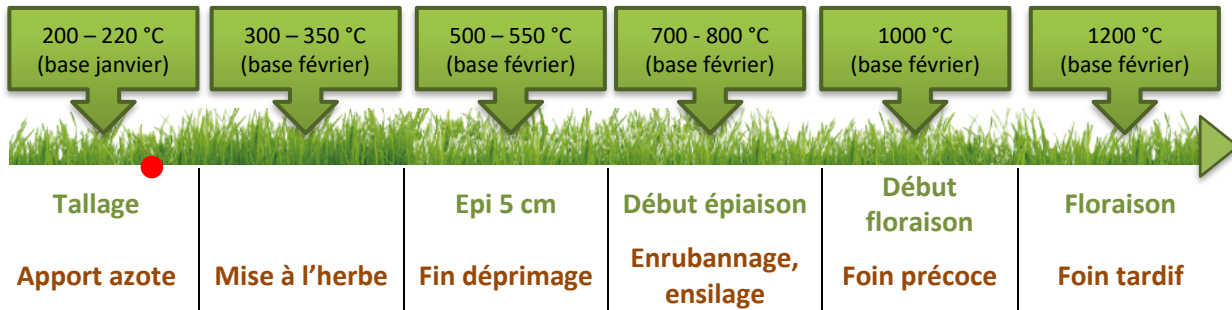 200 – 220 °C
(base janvier)
300 – 350 °C
(base février)
500 – 550 °C
(base février)
700 - 800 °C
(base février)
1000 °C
(base février)
1200 °C
(base février)
Tallage
Epi 5 cm
Début épiaison
Début
floraison
Floraison
Apport azote
Mise à l’herbe
Fin déprimage
Enrubannage,
ensilage
Foin précoce
Foin tardif